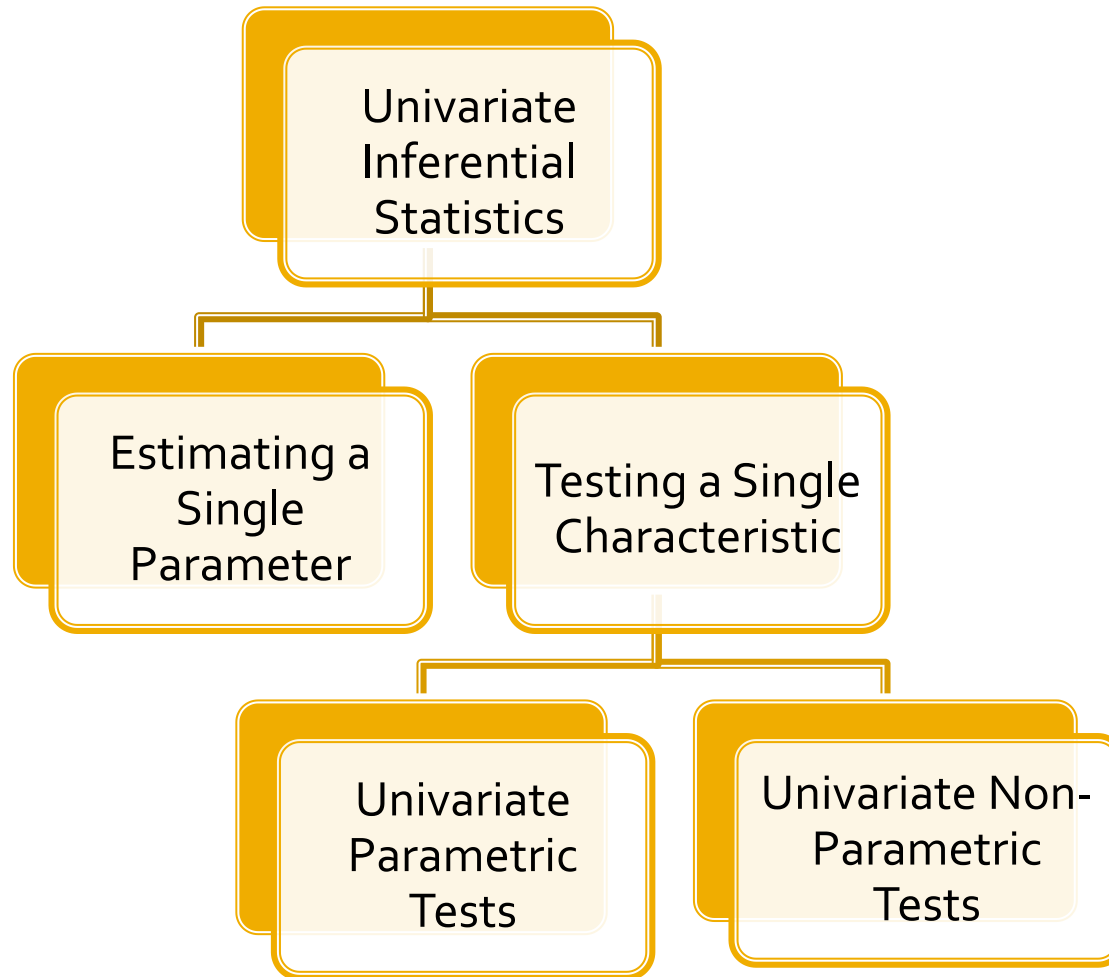 Univariate
Inferential
Statistics
Estimating a
Single
Parameter
Testing a Single
Characteristic
Univariate
Parametric
Tests
Univariate Non-
Parametric
Tests